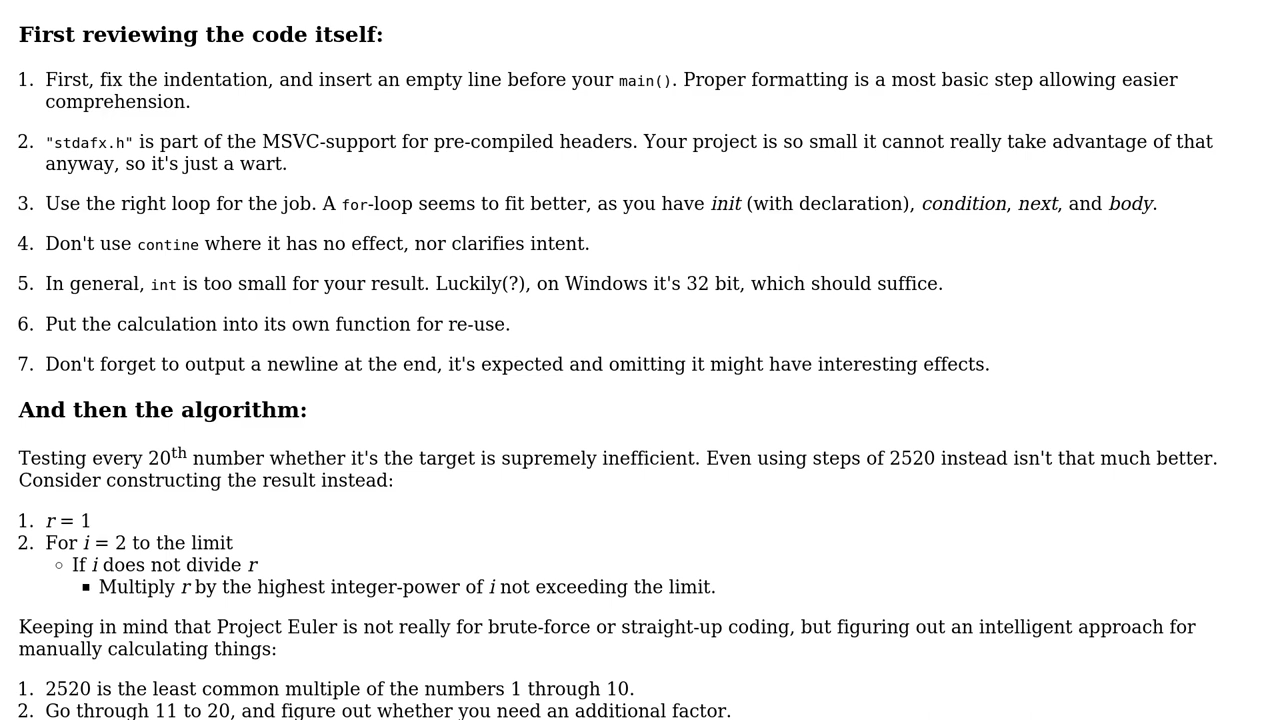 First reviewing the code itself:
1. First, fix the indentation, and insert an empty line before your main(). Proper formatting is a most basic step allowing easier
comprehension.
2. "stdafx.h" is part of the MSVC-support for pre-compiled headers. Your project is so small it cannot really take advantage of that
anyway, so it's just a wart.
3. Use the right loop for the job. A for-loop seems to fit better, as you have init (with declaration), condition, next, and body.
4. Don't use contine where it has no effect, nor clarifies intent.
5. In general, int is too small for your result. Luckily(?), on Windows it's 32 bit, which should suffice.
6. Put the calculation into its own function for re-use.
7. Don't forget to output a newline at the end, it's expected and omitting it might have interesting effects.
And then the algorithm:
Testing every 20th number whether it's the target is supremely inefficient. Even using steps of 2520 instead isn't that much better.
Consider constructing the result instead:
1. r = 1
2. For i = 2 to the limit
○ If i does not divide r
▪ Multiply r by the highest integer-power of i not exceeding the limit.
Keeping in mind that Project Euler is not really for brute-force or straight-up coding, but figuring out an intelligent approach for
manually calculating things:
1. 2520 is the least common multiple of the numbers 1 through 10.
2. Go through 11 to 20, and figure out whether you need an additional factor.